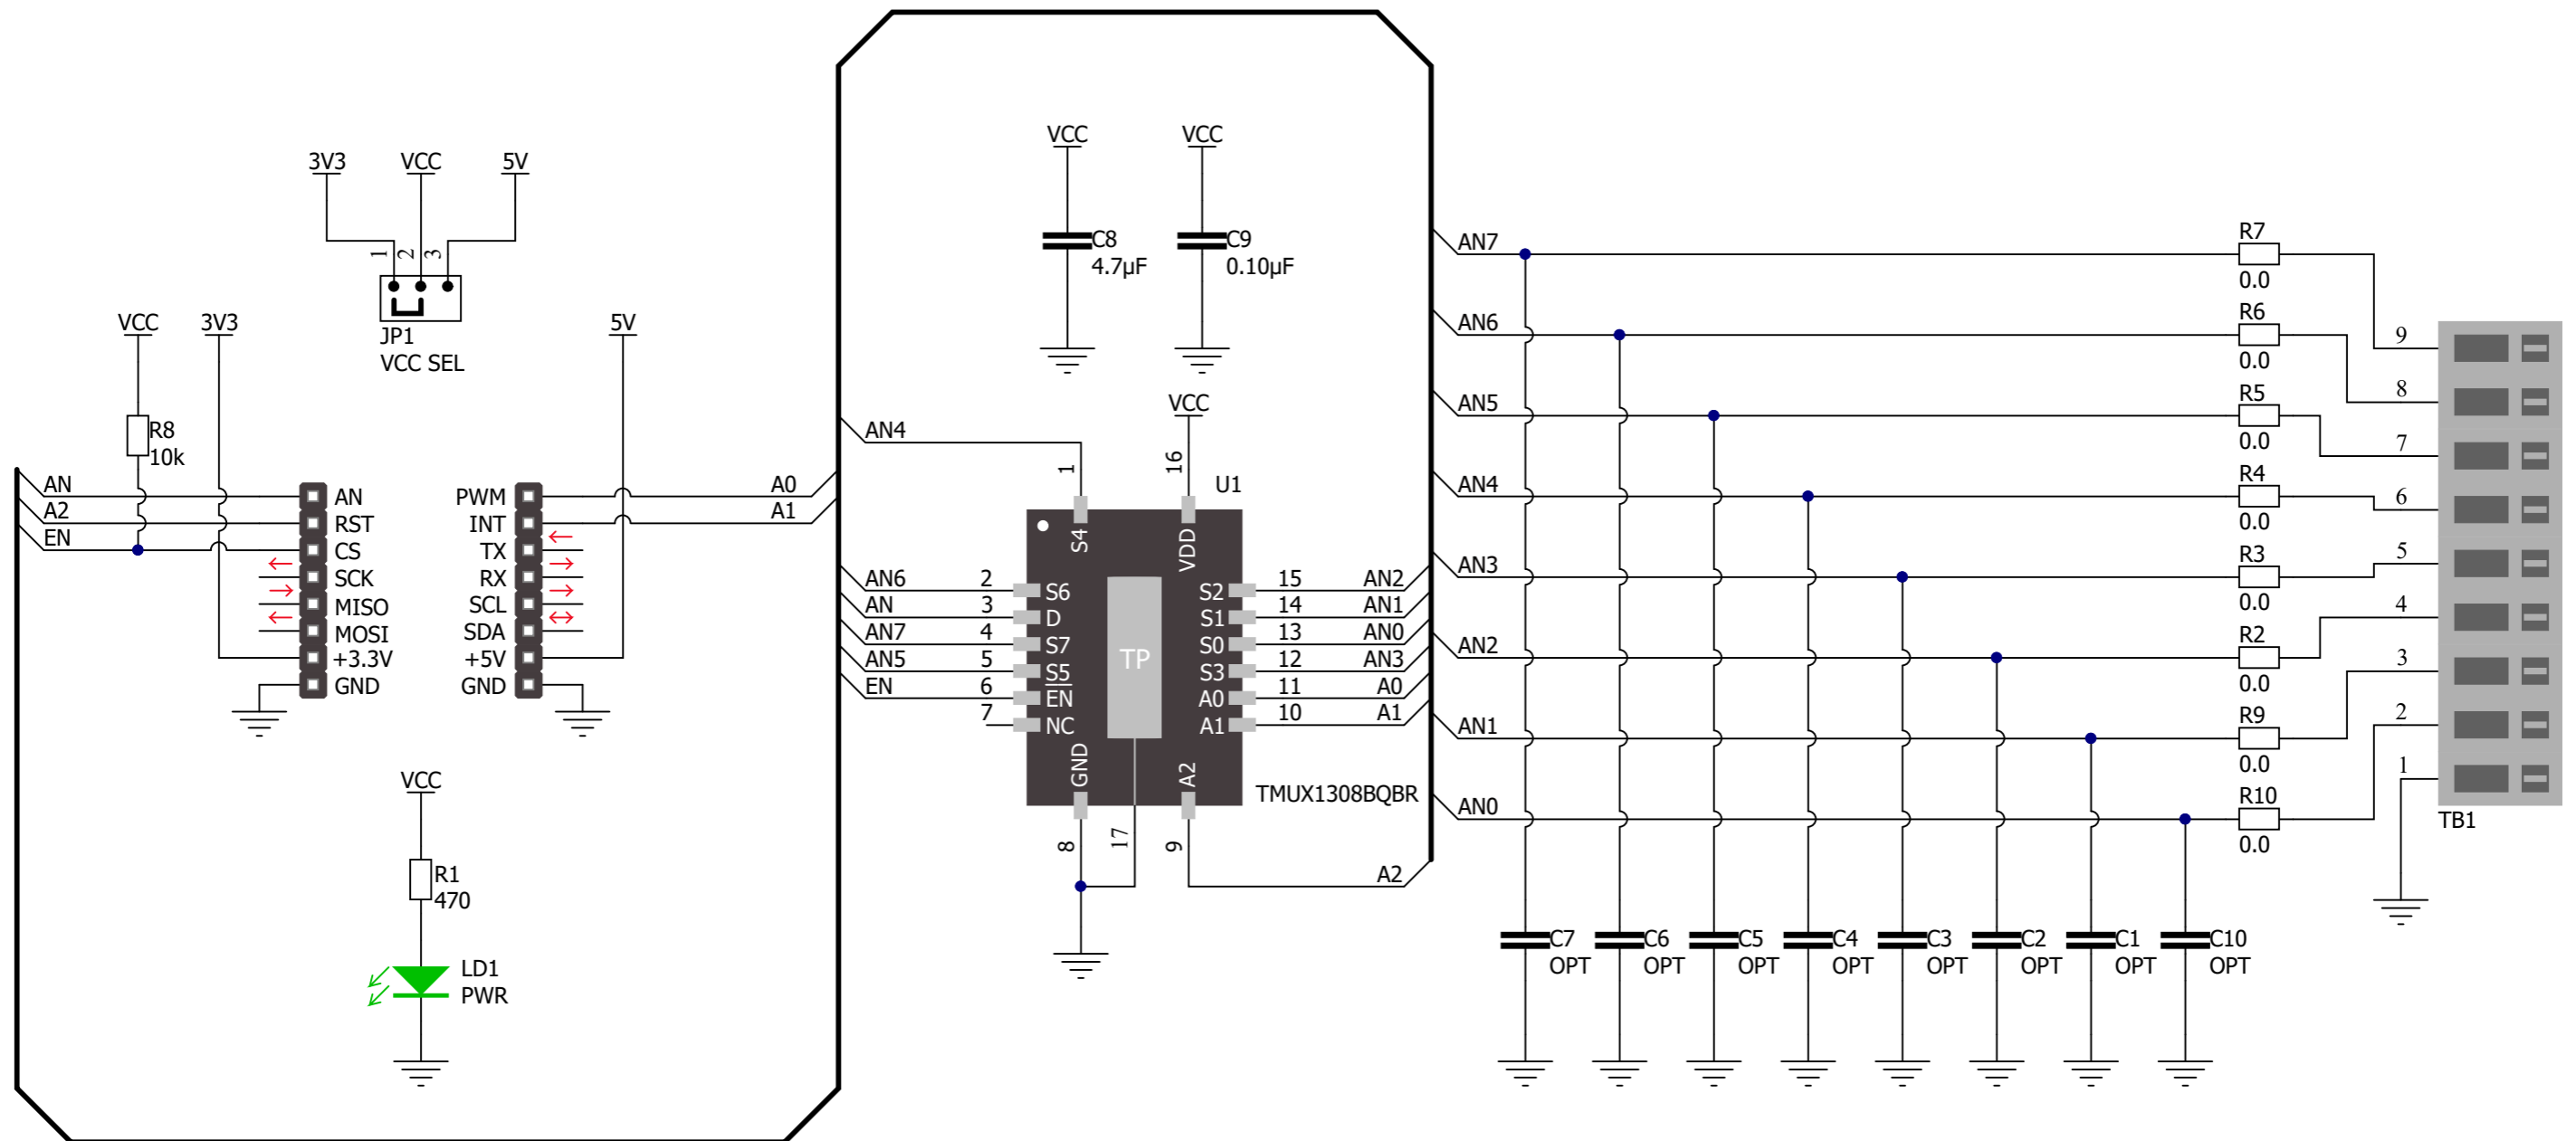 3V3 VCC 5V
1 2 3
JP1
VCC SEL
VCC 3V3 5V
R8
10k
AN
A2
EN
AN
RST
CS
SCK
MISO
MOSI
+3.3V
GND
PWM
INT
TX
RX
SCL
SDA
+5V
GND
A0
A1
VCC
R1
470
LD1
PWR
VCC VCC
C8
4.7µF
C9
0.10µF
VCC
AN4
1
16
U1
S4
VDD
AN6 2 S6
AN 3 D
AN7 4 S7
AN5 5 S5
EN 6 EN
7 NC
TP
S2 15 AN2
S1 14 AN1
S0 13 AN0
S3 12 AN3
A0 11 A0
A1 10 A1
GND
A2
TMUX1308BQBR
8
17
9
A2
AN7
AN6
AN5
AN4
AN3
AN2
AN1
AN0
R7
0.0
R6
0.0
R5
0.0
R4
0.0
R3
0.0
R2
0.0
R9
0.0
R10
0.0
9
8
7
6
5
4
3
2
1
TB1
C7
OPT
C6
OPT
C5
OPT
C4
OPT
C3
OPT
C2
OPT
C1
OPT
C10
OPT